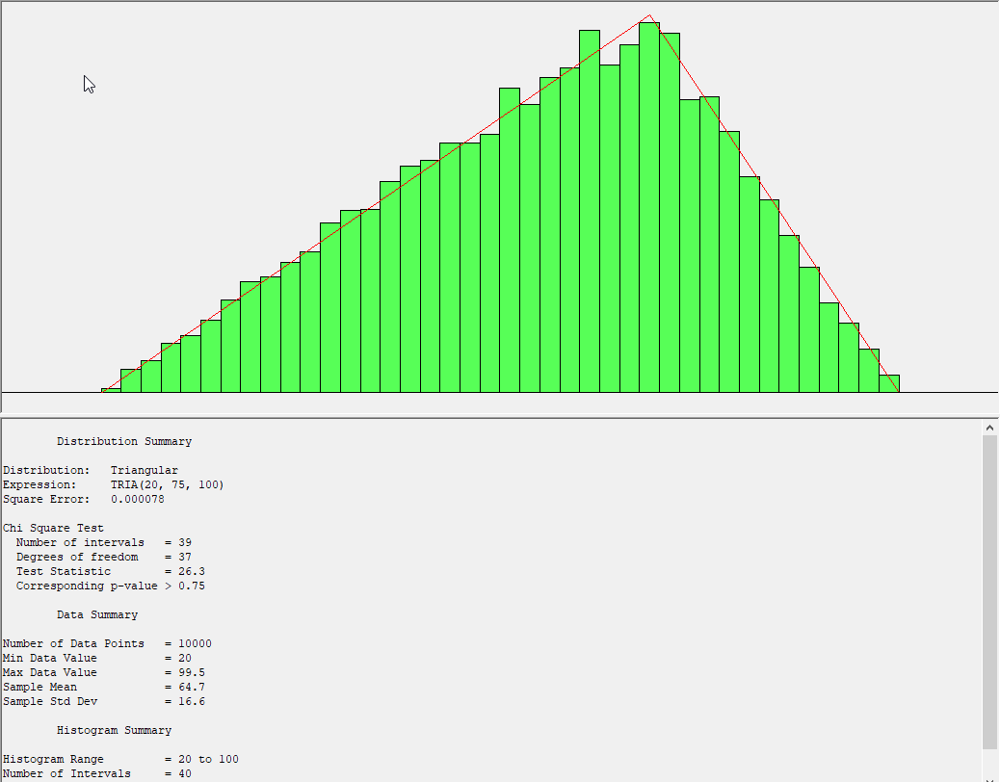 Distribution Summary
Distribution:   Triangular
Expression:     TRIA(20, 75, 100)
Square Error:   0.000078
Chi Square Test
Number of intervals   = 39
Degrees of freedom    = 37
Test Statistic        = 26.3
Corresponding p-value > 0.75
Data Summary
Number of Data Points   = 10000
Min Data Value          = 20
Max Data Value          = 99.5
Sample Mean             = 64.7
Sample Std Dev          = 16.6
Histogram Summary
Histogram Range         = 20 to 100
Number of Intervals     = 40